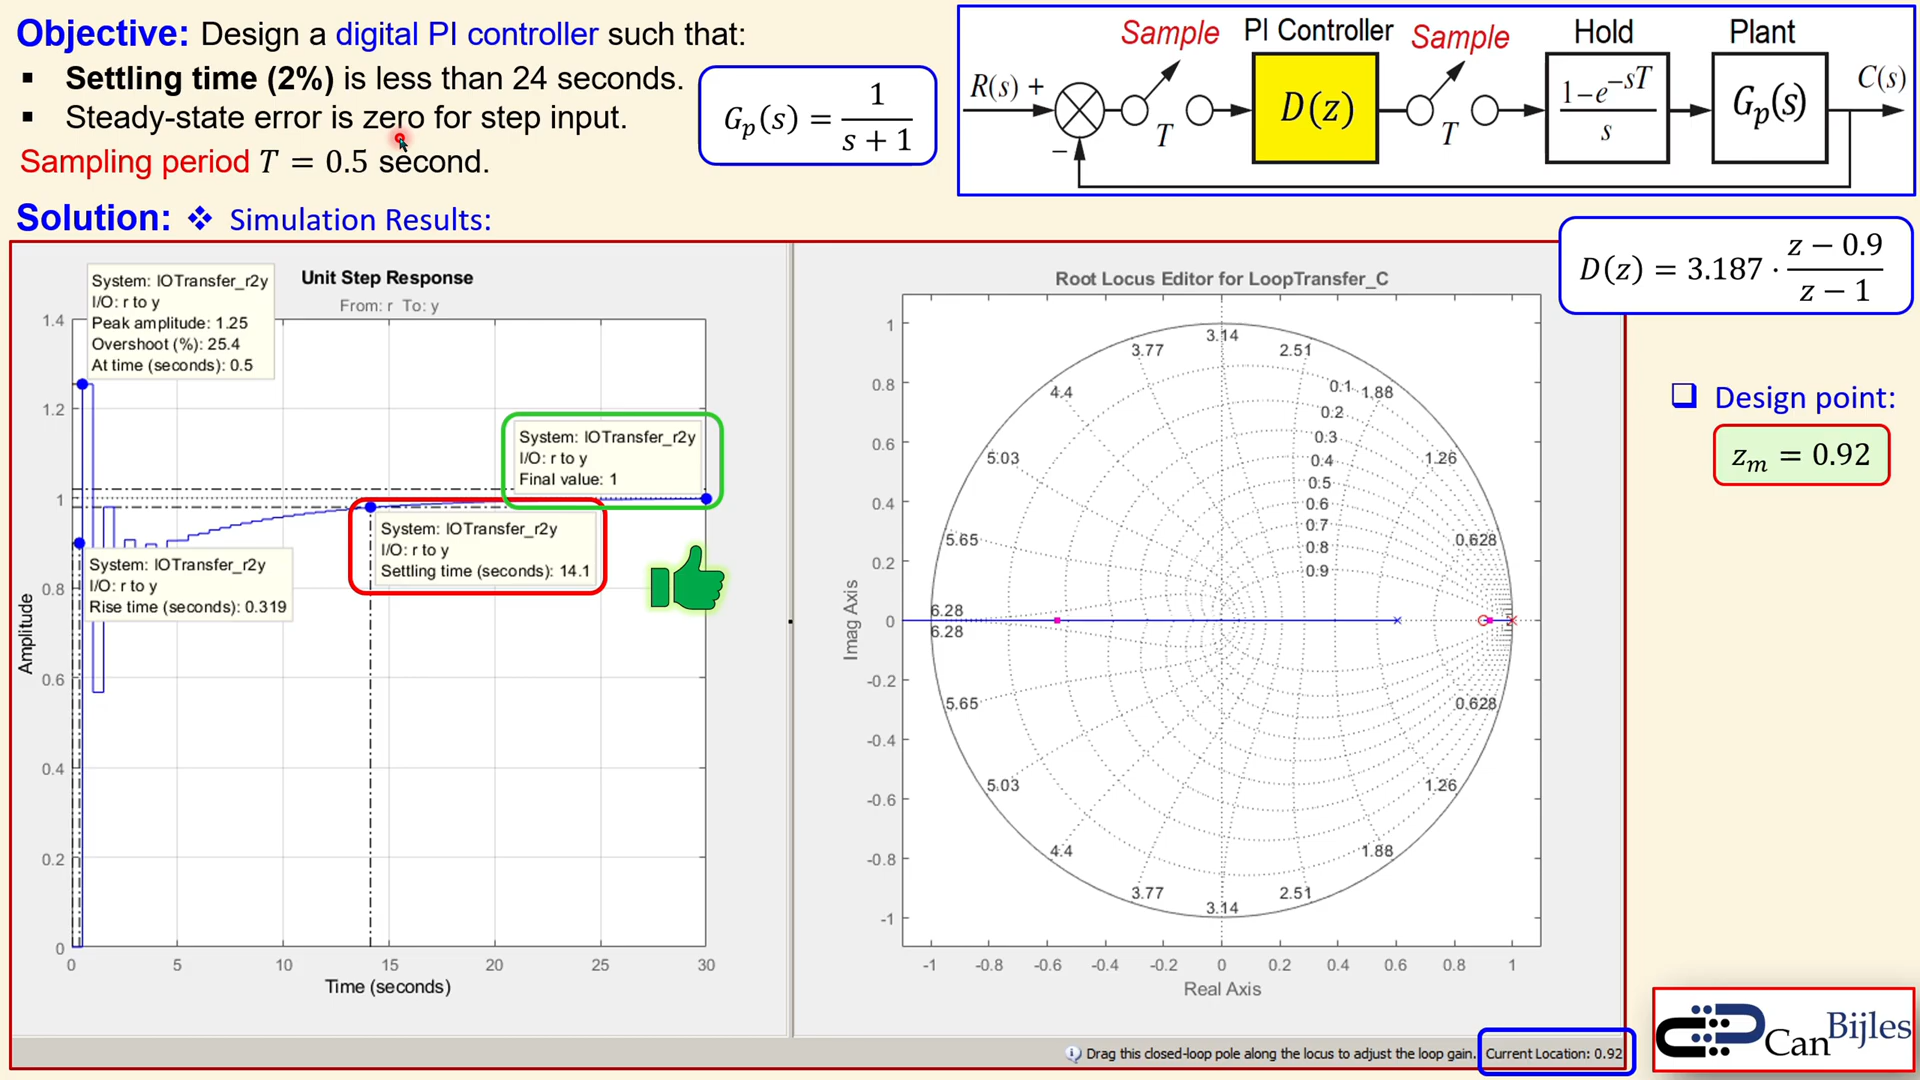 Objective: Design a digital PI controller such that:
▪ Settling time (2%) is less than 24 seconds.
▪ Steady-state error is zero for step input.
Sampling period T = 0.5 second.
G_p(s) = 1/(s + 1)
Sample PI Controller Sample Hold Plant
R(s) + D(z) 1−e^{−sT}/s G_p(s) C(s)
− T T
Solution: ❖ Simulation Results:
D(z) = 3.187 · (z − 0.9)/(z − 1)
Unit Step Response
From: r To: y
System: IOTransfer_r2y
I/O: r to y
Peak amplitude: 1.25
Overshoot (%): 25.4
At time (seconds): 0.5
System: IOTransfer_r2y
I/O: r to y
Final value: 1
System: IOTransfer_r2y
I/O: r to y
Settling time (seconds): 14.1
System: IOTransfer_r2y
I/O: r to y
Rise time (seconds): 0.319
Amplitude
1.4
1.2
1
0.8
0.6
0.4
0.2
0
0 5 10 15 20 25 30
Time (seconds)
Root Locus Editor for LoopTransfer_C
Imag Axis
1
0.8
0.6
0.4
0.2
0
-0.2
-0.4
-0.6
-0.8
-1
3.14
3.77 2.51
4.4 0.1 1.88
0.2
0.3
5.03 0.4 1.26
0.5
0.6
0.7
5.65 0.8 0.628
0.9
6.28
6.28
5.65 0.628
5.03 1.26
4.4 1.88
3.77 2.51
3.14
-1 -0.8 -0.6 -0.4 -0.2 0 0.2 0.4 0.6 0.8 1
Real Axis
Design point:
z_m = 0.92
Drag this closed-loop pole along the locus to adjust the loop gain. Current Location: 0.92
CanBijles